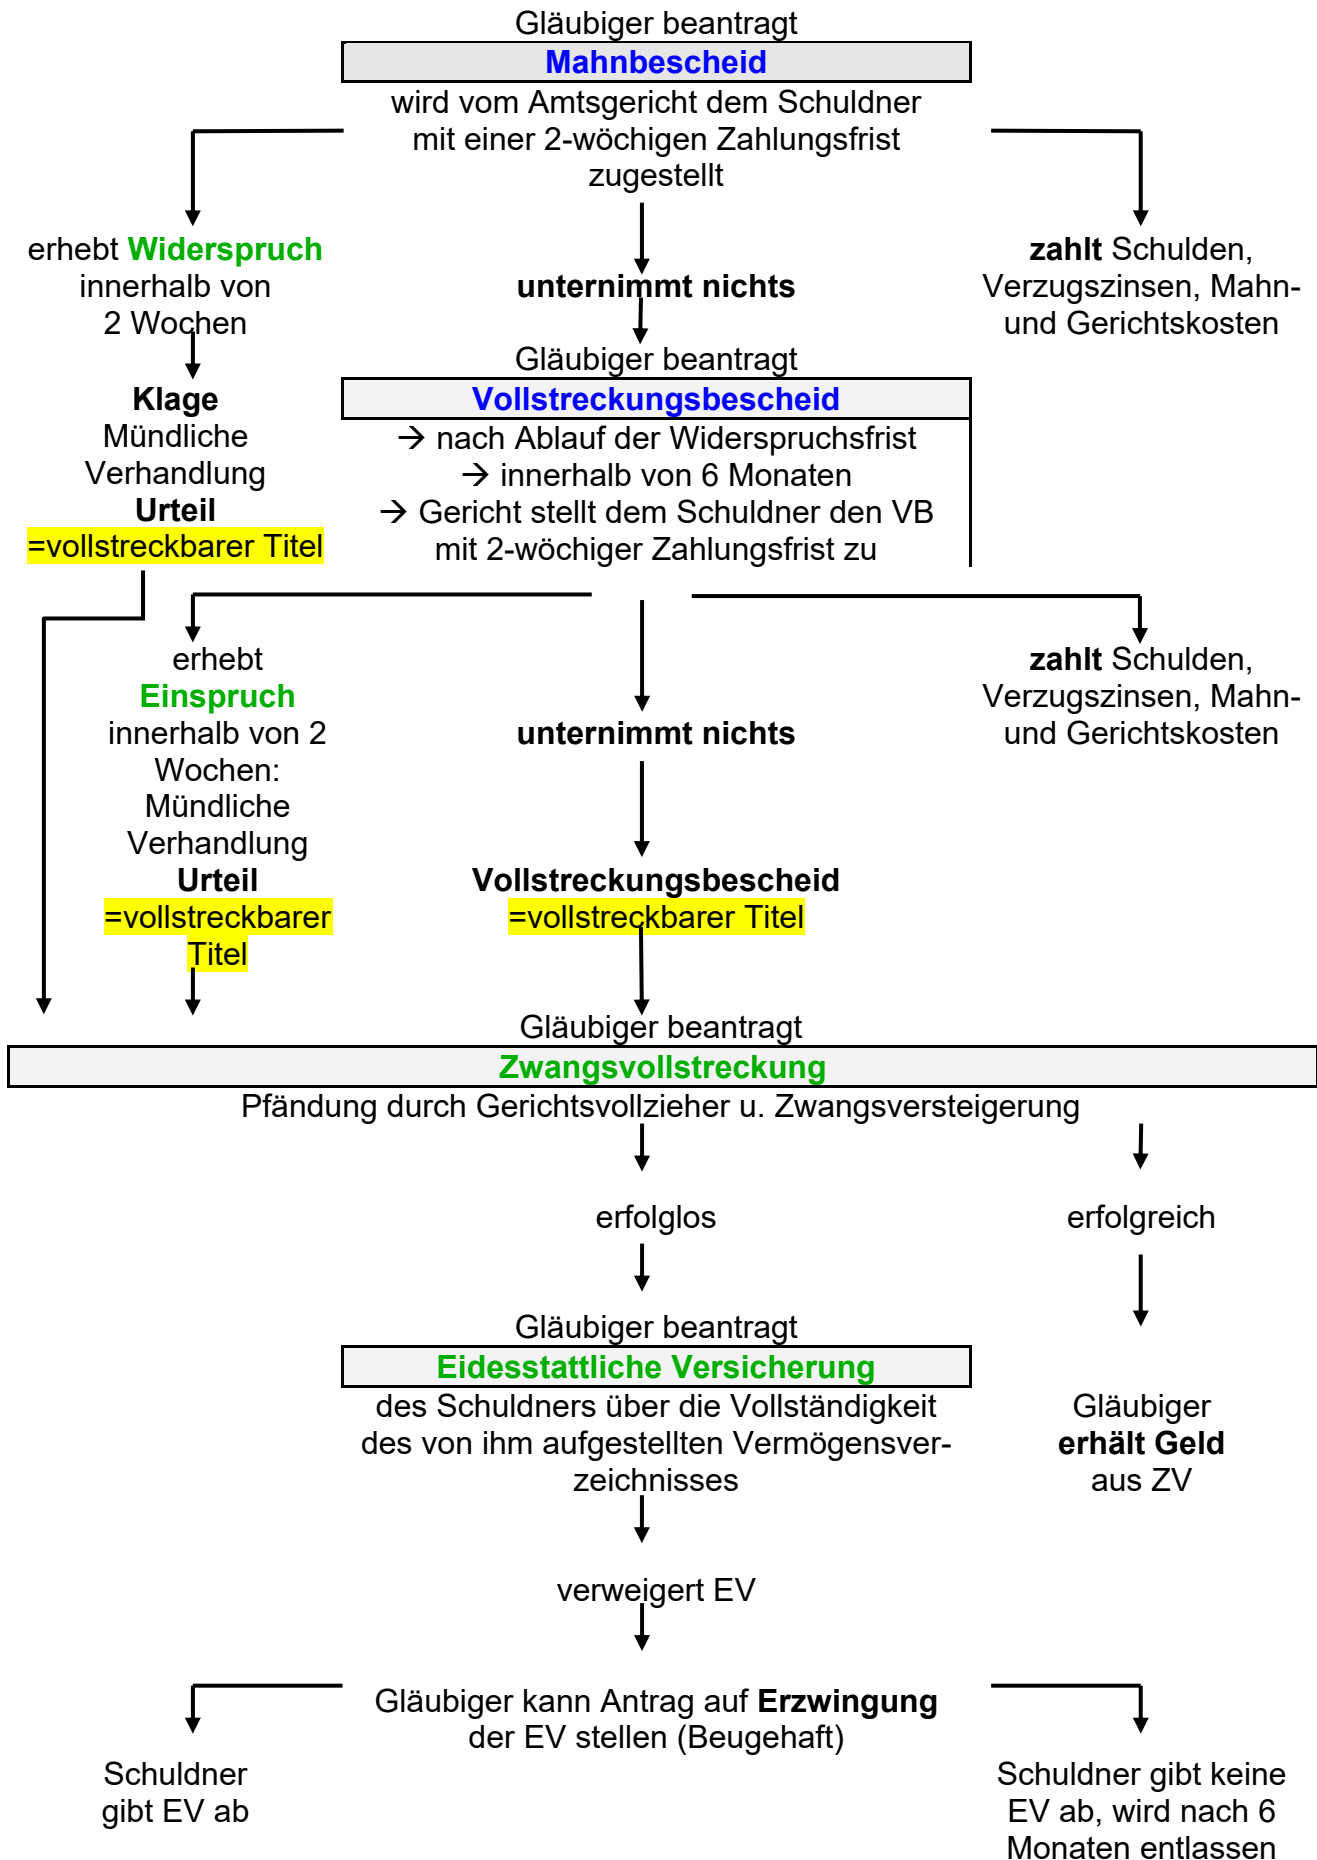 Gläubiger beantragt
Mahnbescheid
wird vom Amtsgericht dem Schuldner
mit einer 2-wöchigen Zahlungsfrist
zugestellt
erhebt Widerspruch
innerhalb von
2 Wochen
unternimmt nichts
zahlt Schulden,
Verzugszinsen, Mahn-
und Gerichtskosten
Klage
Mündliche
Verhandlung
Urteil
=vollstreckbarer Titel
Gläubiger beantragt
Vollstreckungsbescheid
→ nach Ablauf der Widerspruchsfrist
→ innerhalb von 6 Monaten
→ Gericht stellt dem Schuldner den VB
mit 2-wöchiger Zahlungsfrist zu
erhebt
Einspruch
innerhalb von 2
Wochen:
Mündliche
Verhandlung
Urteil
=vollstreckbarer
Titel
unternimmt nichts
Vollstreckungsbescheid
=vollstreckbarer Titel
zahlt Schulden,
Verzugszinsen, Mahn-
und Gerichtskosten
Gläubiger beantragt
Zwangsvollstreckung
Pfändung durch Gerichtsvollzieher u. Zwangsversteigerung
erfolglos
erfolgreich
Gläubiger beantragt
Eidesstattliche Versicherung
des Schuldners über die Vollständigkeit
des von ihm aufgestellten Vermögensver-
zeichnisses
Gläubiger
erhält Geld
aus ZV
verweigert EV
Gläubiger kann Antrag auf Erzwingung
der EV stellen (Beugehaft)
Schuldner
gibt EV ab
Schuldner gibt keine
EV ab, wird nach 6
Monaten entlassen